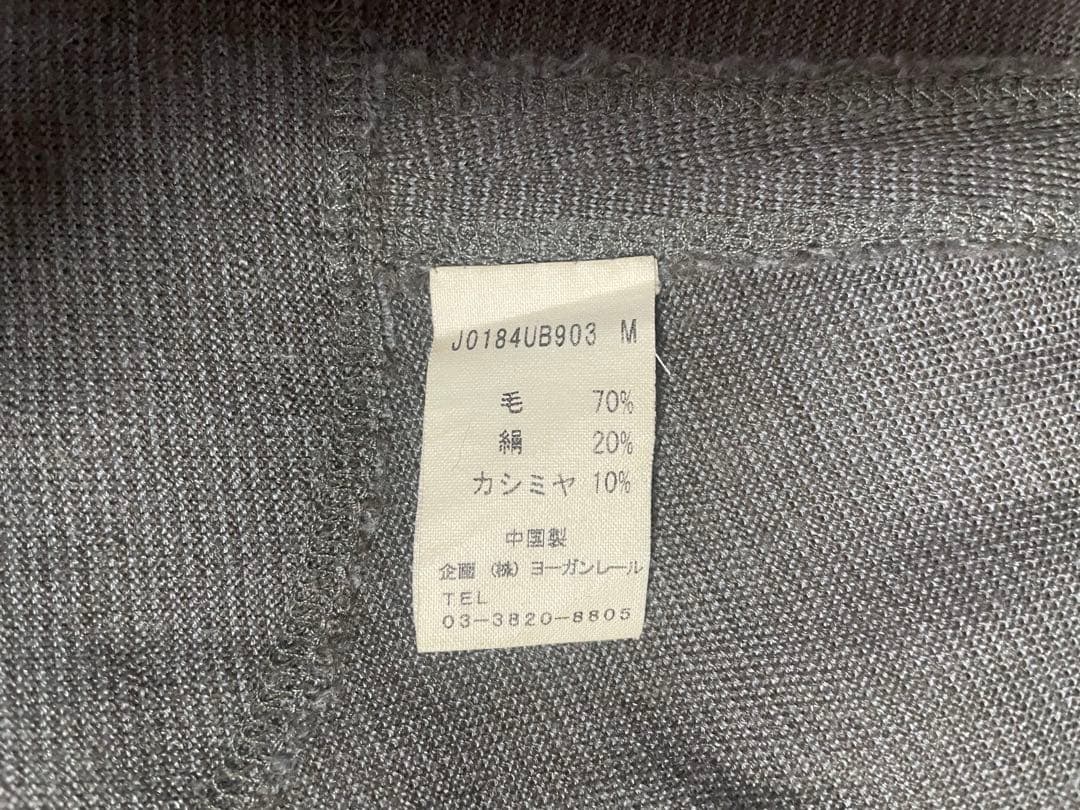 J0184UB903 M
毛 70%
絹 20%
カシミヤ 10%
中国製
企画 (株) ヨーガンレール
TEL
03-3820-8805